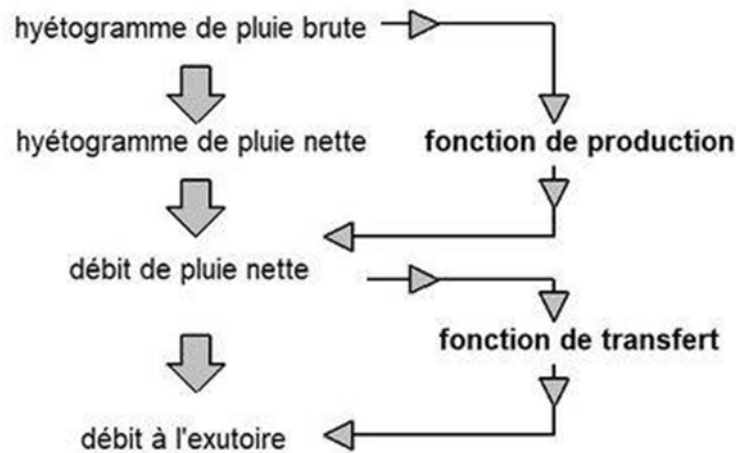 hyétogramme de pluie brute
hyétogramme de pluie nette
fonction de production
débit de pluie nette
fonction de transfert
débit à l'exutoire